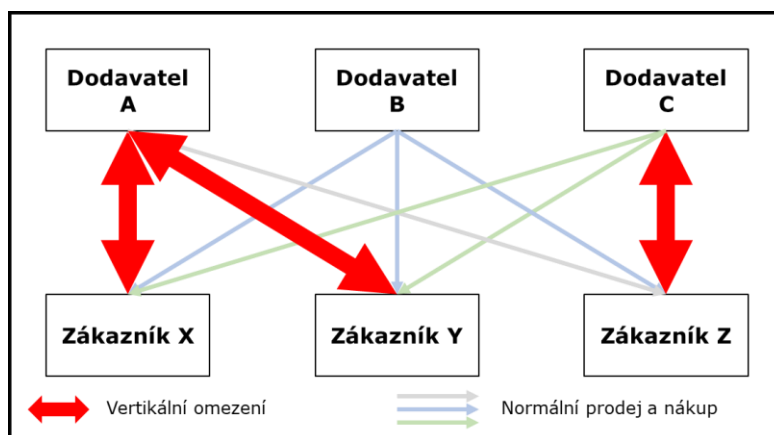 Dodavatel
A
Dodavatel
B
Dodavatel
C
Zákazník X
Zákazník Y
Zákazník Z
Vertikální omezení
Normální prodej a nákup